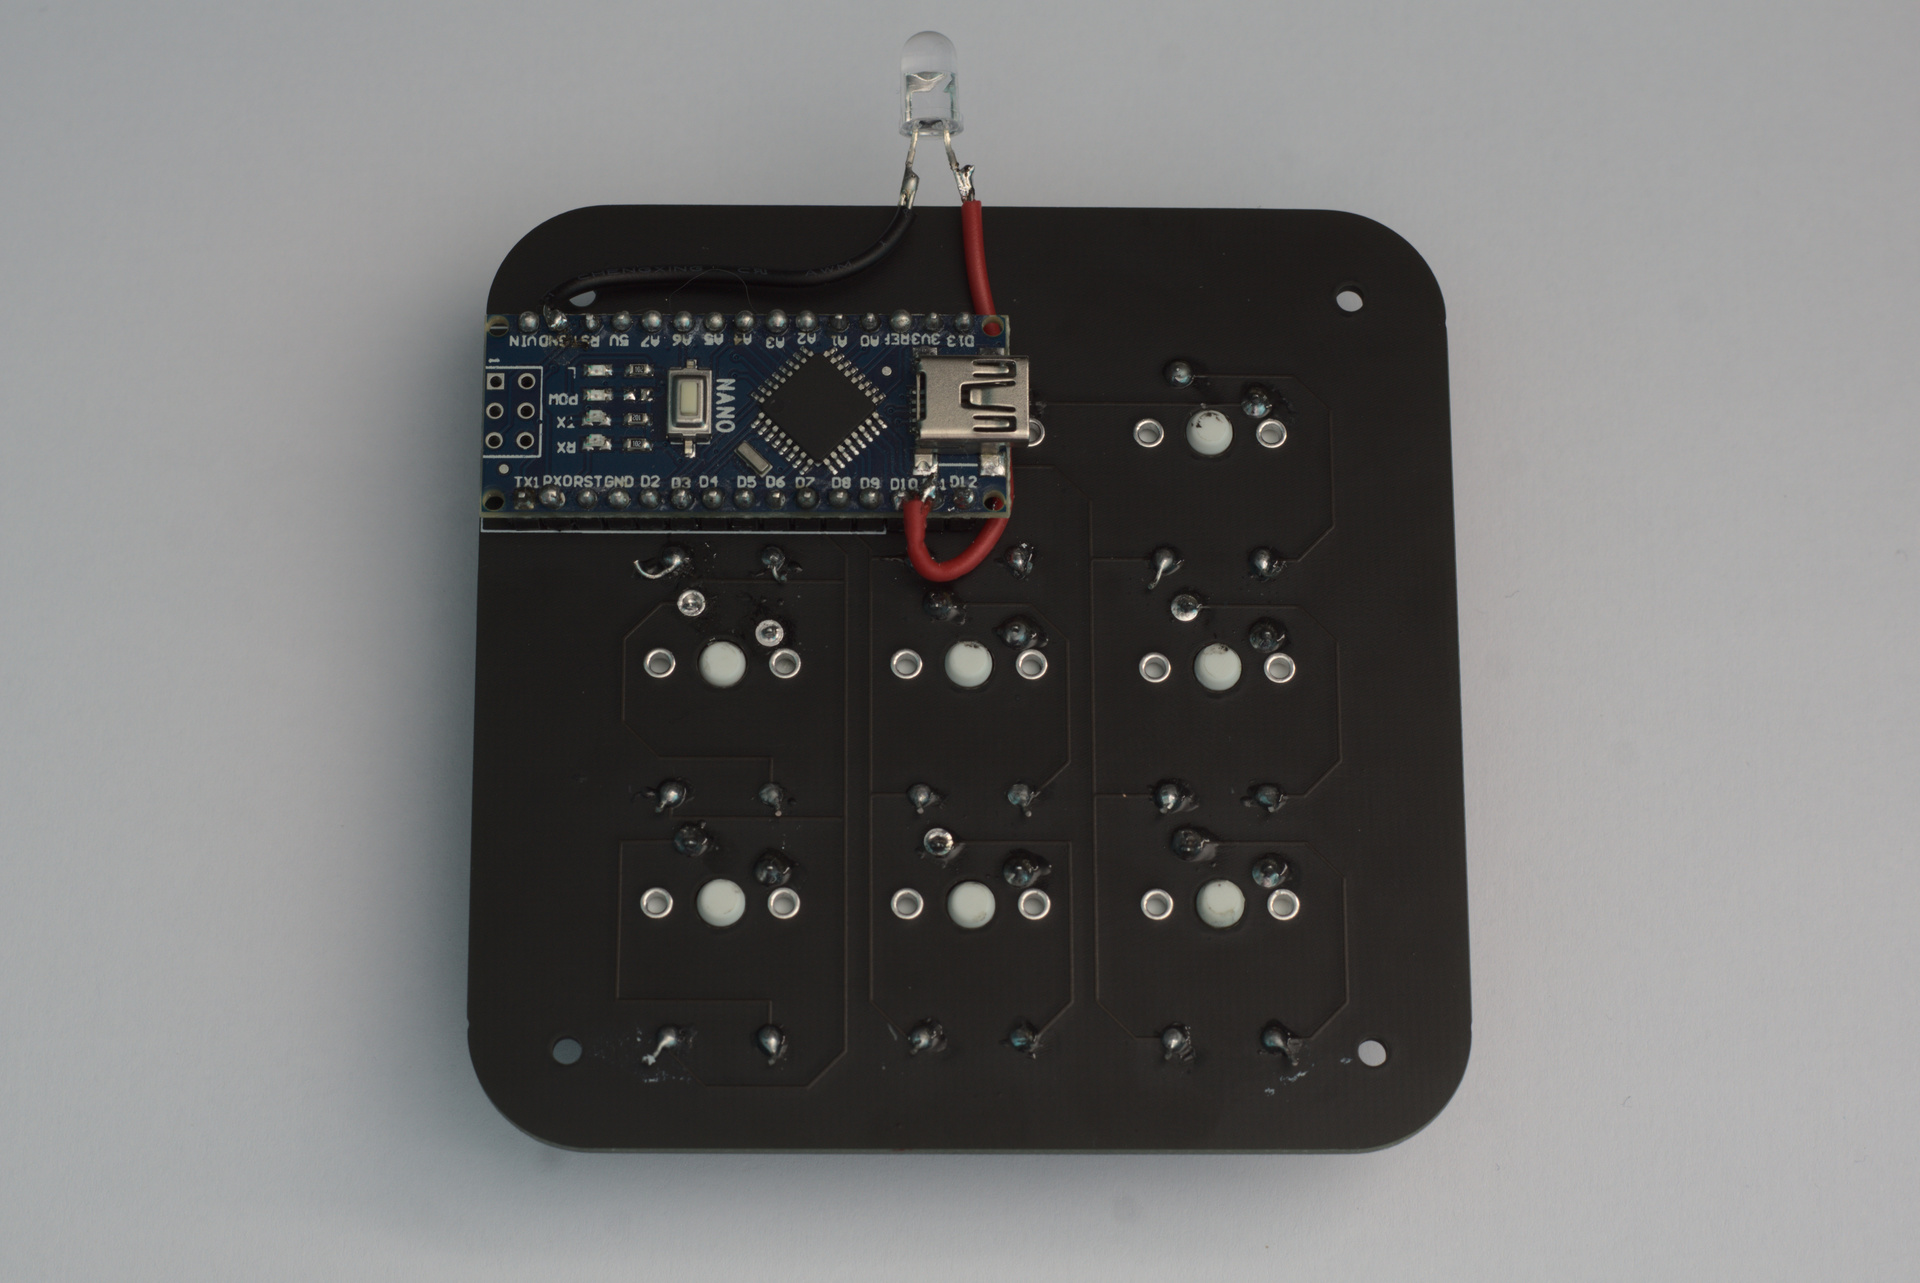 VIN GND RST 5V A7 A6 A5 A4 A3 A2 A1 A0 REF 3V3 D13
L
POW
TX
RX
NANO
1
TX1 RX0 RST GND D2 D3 D4 D5 D6 D7 D8 D9 D10 D12